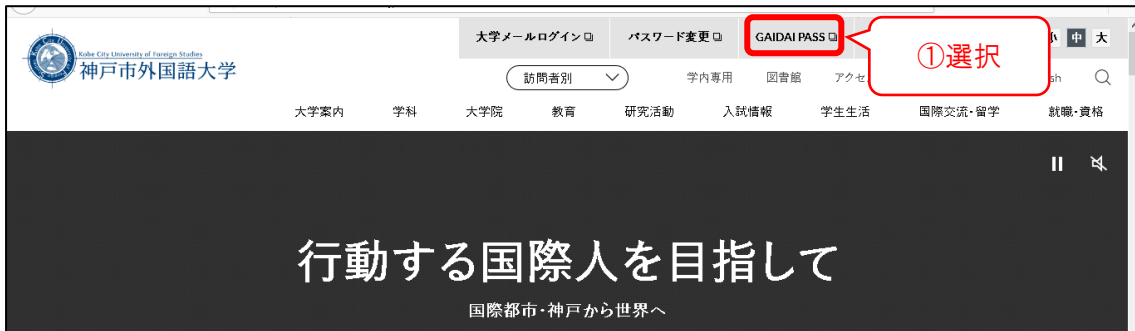 大学メールログイン パスワード変更 GAIDAI PASS 中 大
①選択
Kobe City University of Foreign Studies
神戸市外国語大学
訪問者別 学内専用 図書館 アクセ sh
大学案内 学科 大学院 教育 研究活動 入試情報 学生生活 国際交流・留学 就職・資格
行動する国際人を目指して
国際都市・神戸から世界へ